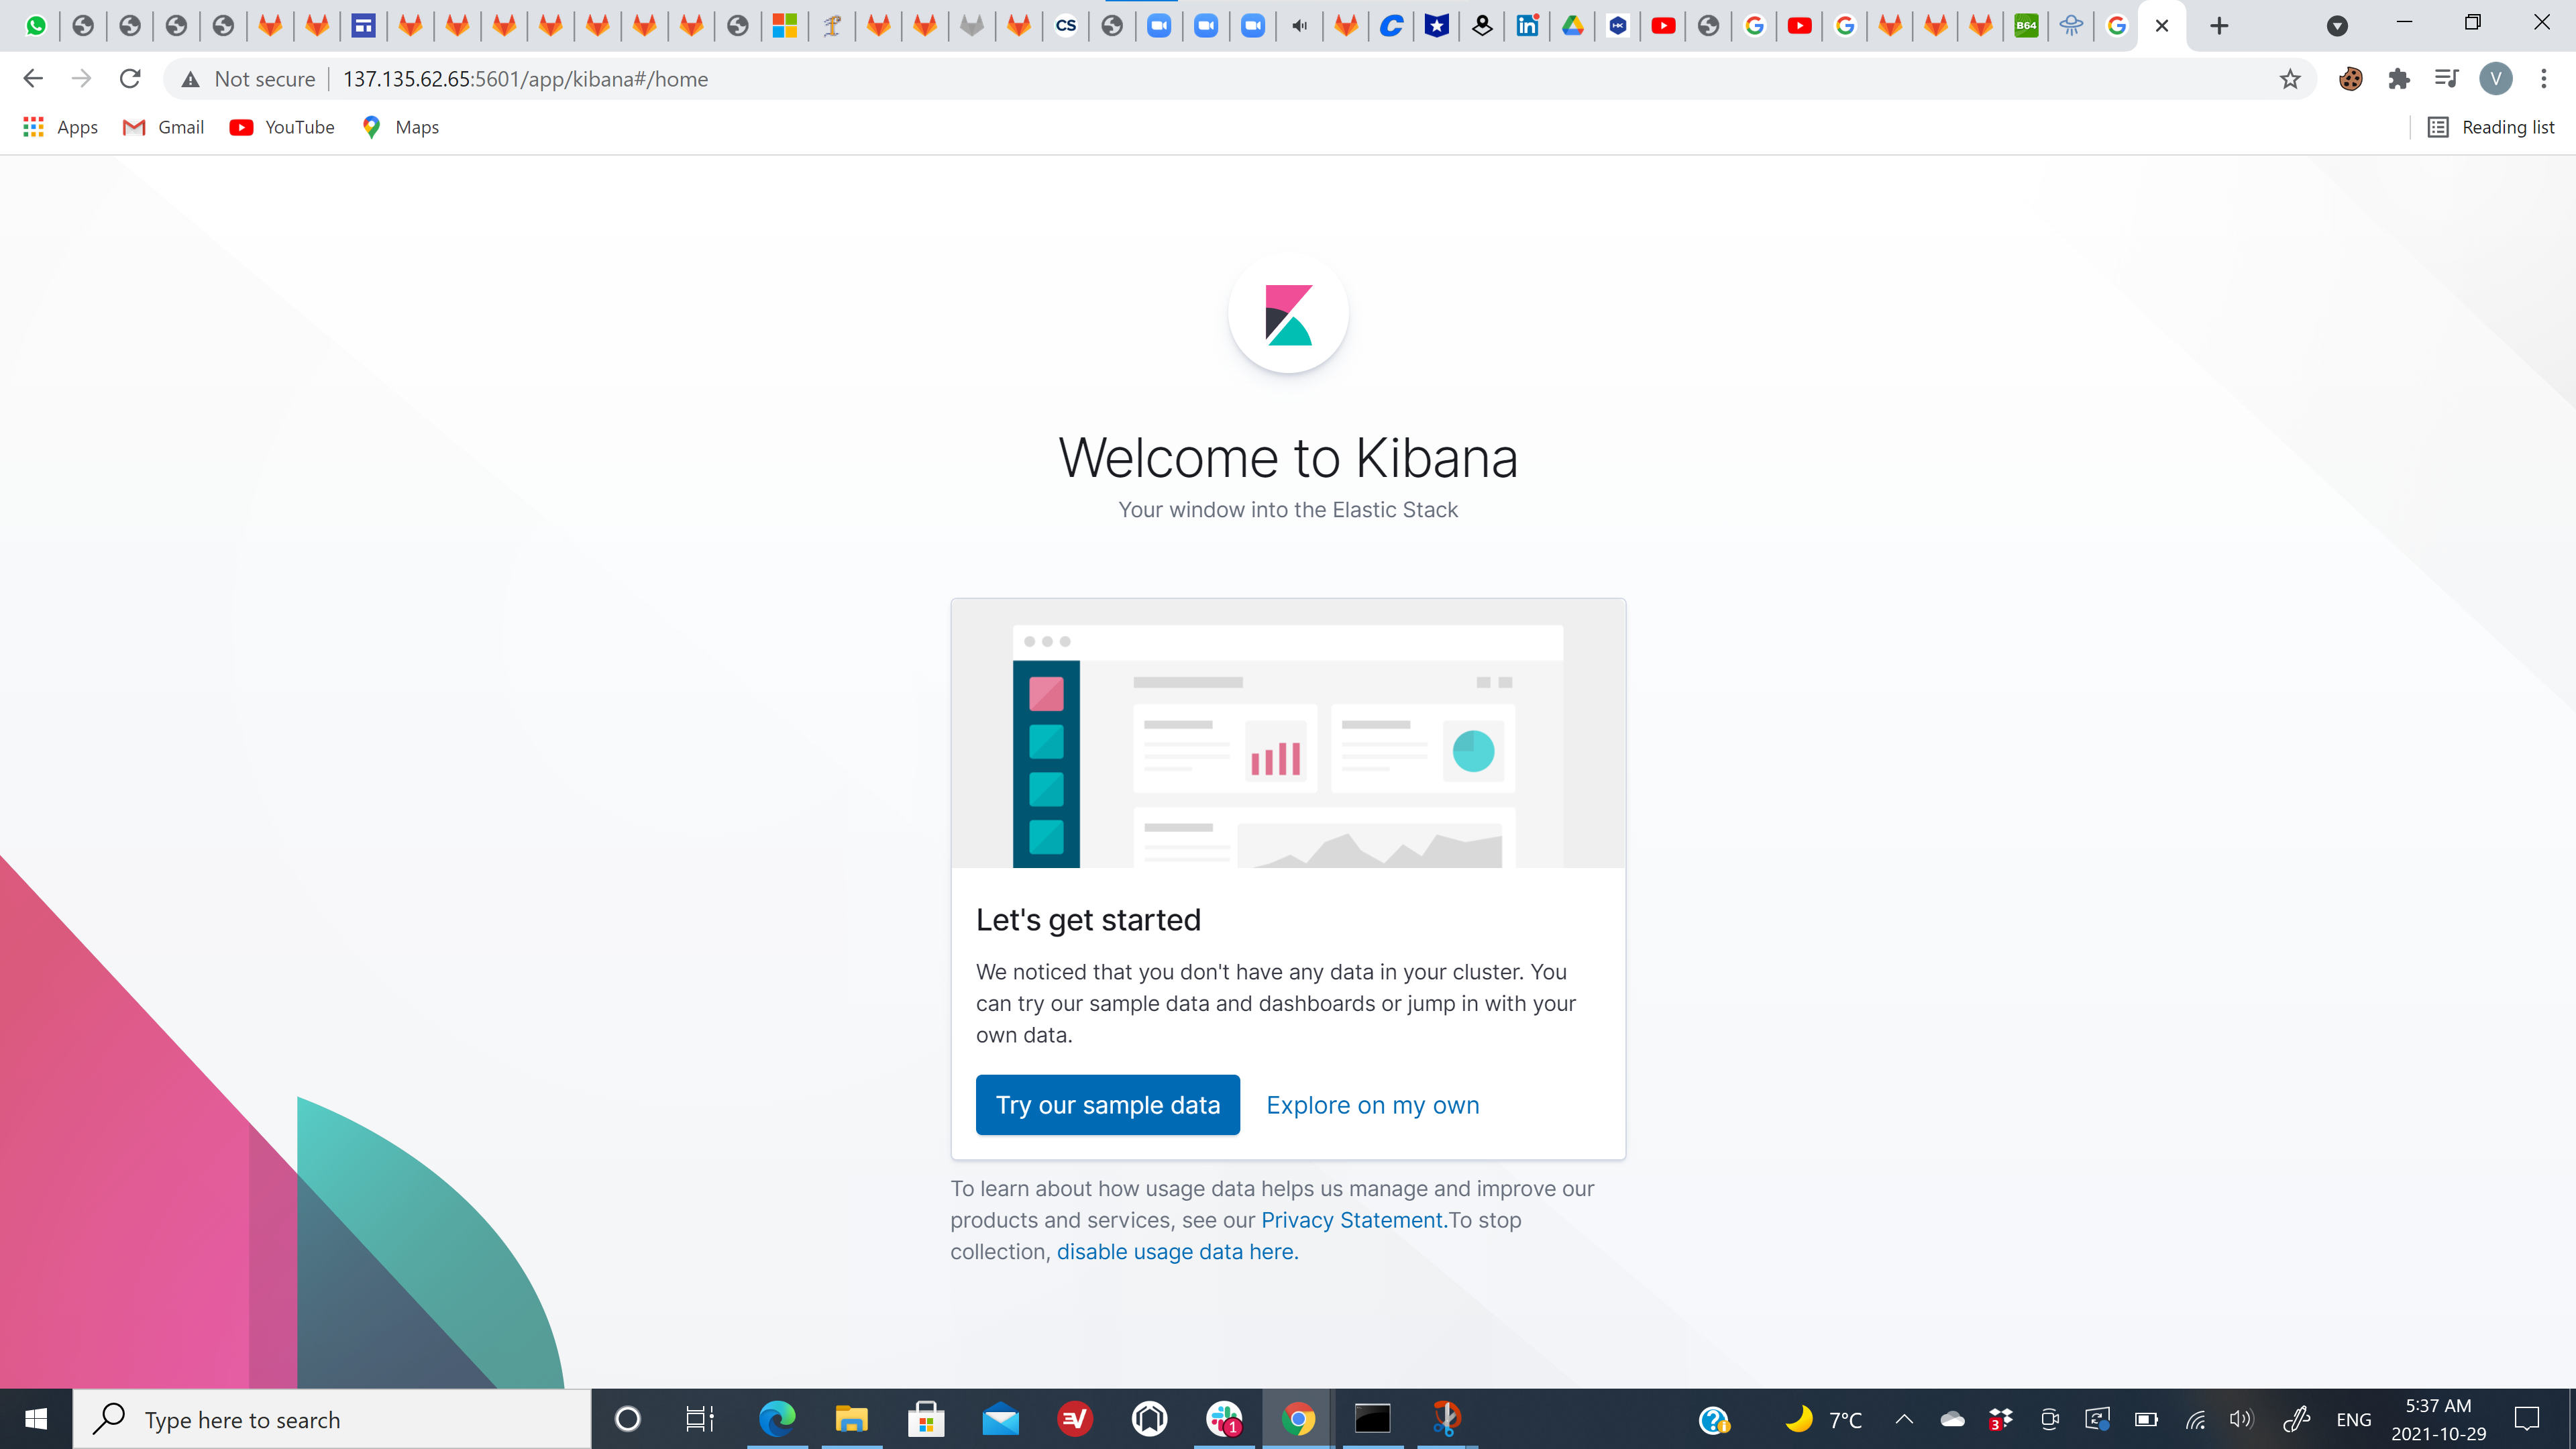 CS
B64
Not secure
137.135.62.65:5601/app/kibana#/home
V
Apps
Gmail
YouTube
Maps
Reading list
Welcome to Kibana
Your window into the Elastic Stack
Let's get started
We noticed that you don't have any data in your cluster. You
can try our sample data and dashboards or jump in with your
own data.
Try our sample data
Explore on my own
To learn about how usage data helps us manage and improve our
products and services, see our Privacy Statement.To stop
collection, disable usage data here.
Type here to search
1
7°C
3
ENG
5:37 AM
2021-10-29